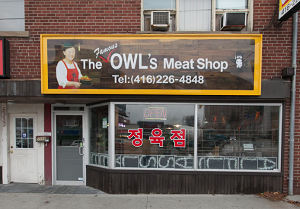 The Famous OWL's Meat Shop
Tel:(416)226-4848
정육점